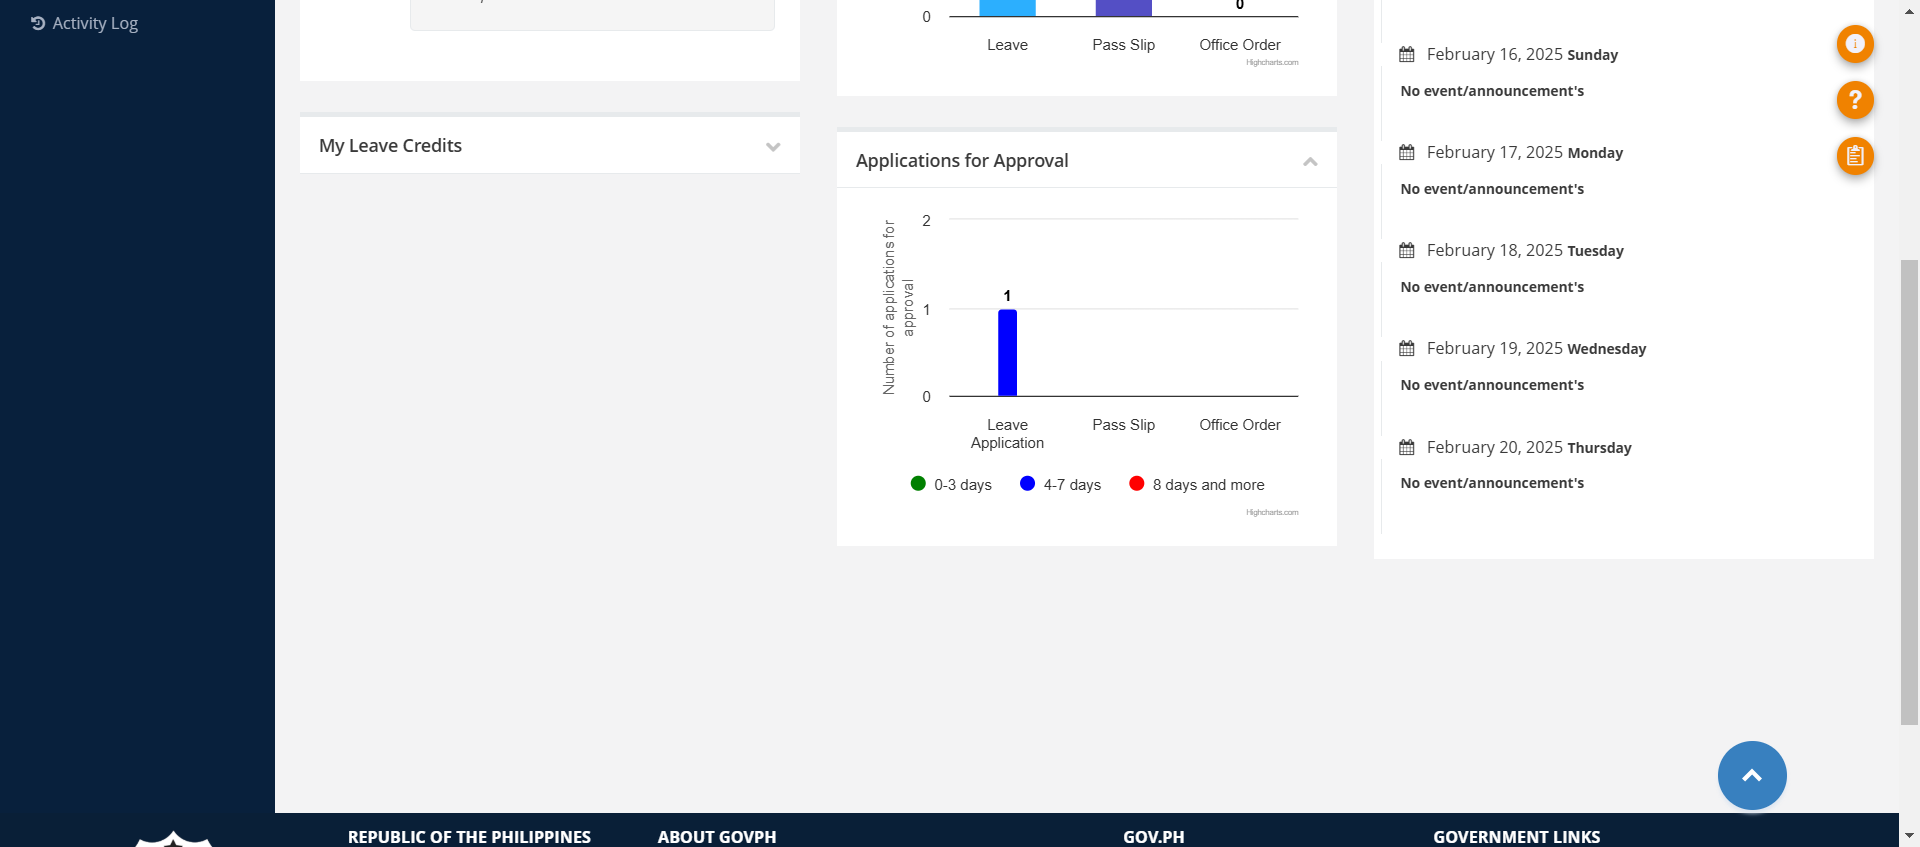 Activity Log
My Leave Credits
0
0
Leave
Pass Slip
Office Order
Highcharts.com
Applications for Approval
Number of applications for
approval
2
1
1
0
Leave
Application
Pass Slip
Office Order
0-3 days
4-7 days
8 days and more
Highcharts.com
February 16, 2025 Sunday
No event/announcement's
February 17, 2025 Monday
No event/announcement's
February 18, 2025 Tuesday
No event/announcement's
February 19, 2025 Wednesday
No event/announcement's
February 20, 2025 Thursday
No event/announcement's
i
?
REPUBLIC OF THE PHILIPPINES
ABOUT GOVPH
GOV.PH
GOVERNMENT LINKS